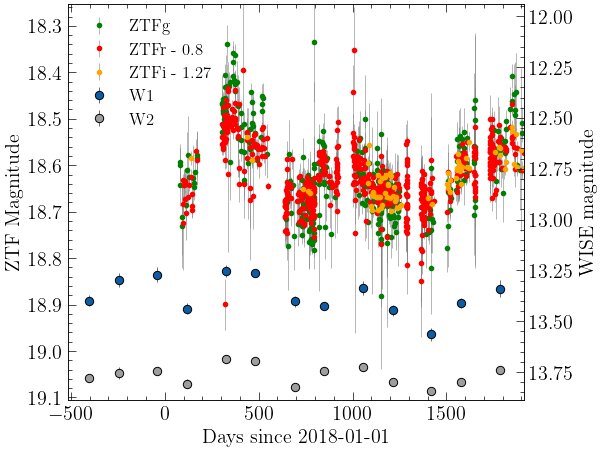 ZTFg
ZTFr - 0.8
ZTFi - 1.27
W1
W2
ZTF Magnitude
18.3
18.4
18.5
18.6
18.7
18.8
18.9
19.0
19.1
12.00
12.25
12.50
12.75
13.00
13.25
13.50
13.75
WISE magnitude
−500 0 500 1000 1500
Days since 2018-01-01